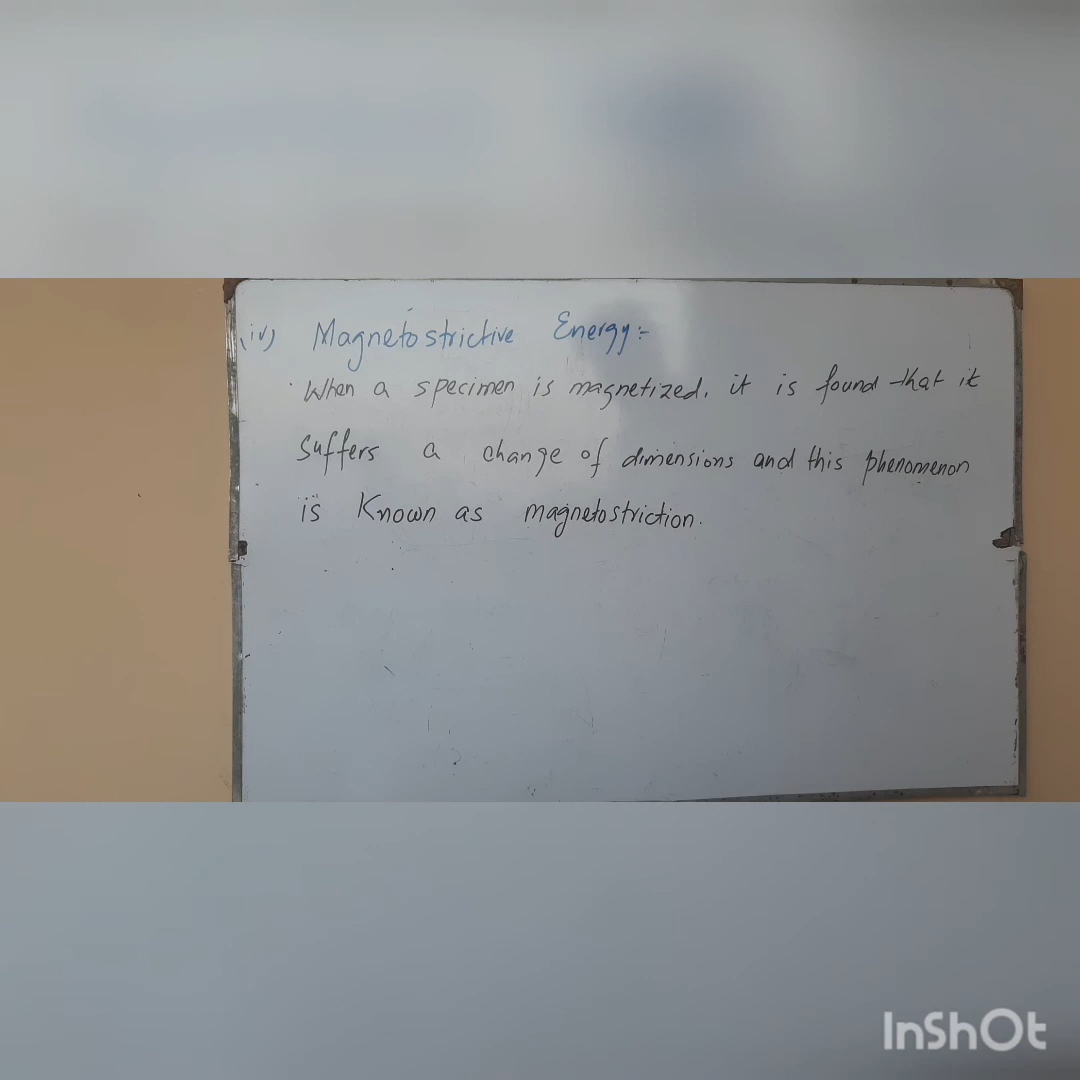 iv) Magnetostrictive Energy:-
When a specimen is magnetized, it is found that it
suffers a change of dimensions and this phenomenon
is Known as magnetostriction.
InShOt